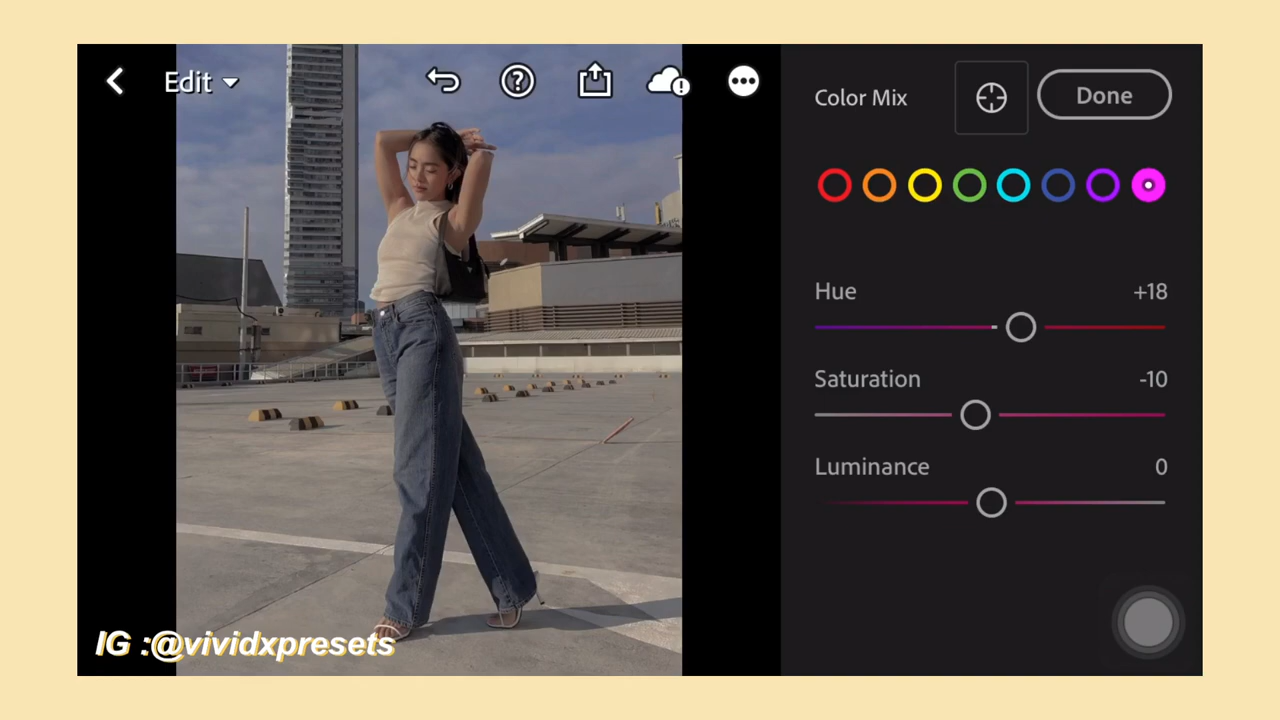 Edit
Color Mix
Done
Hue +18
Saturation -10
Luminance 0
IG :@vividxpresets